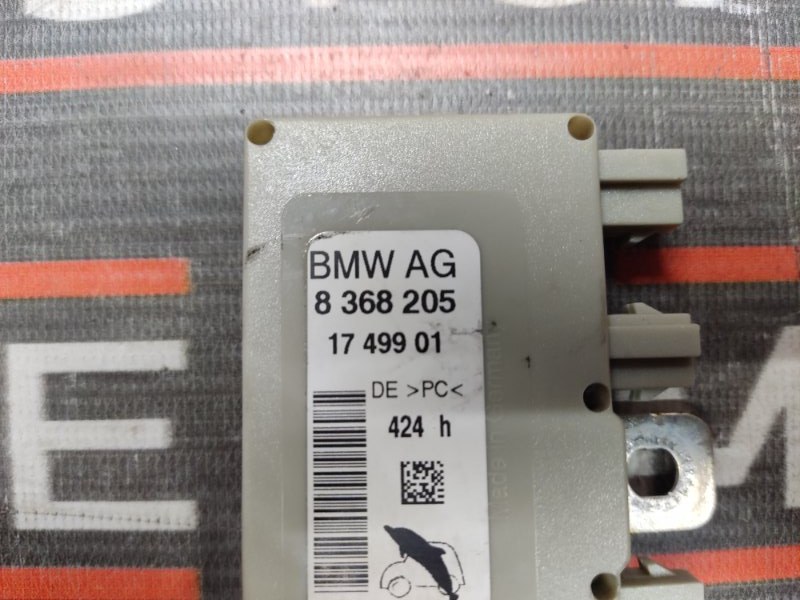 BMW AG
8 368 205
17 499 01
DE >PC<
424 h